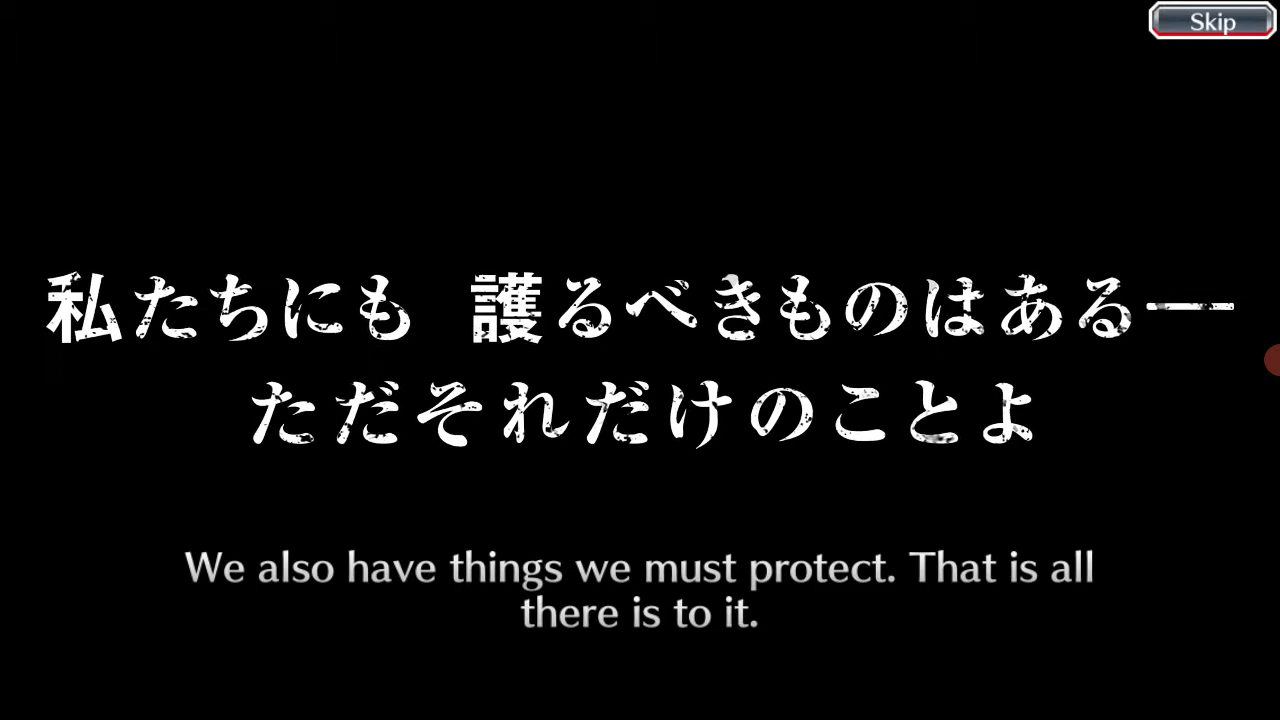 Skip
私たちにも 護るべきものはある――
ただそれだけのことよ
We also have things we must protect. That is all
there is to it.